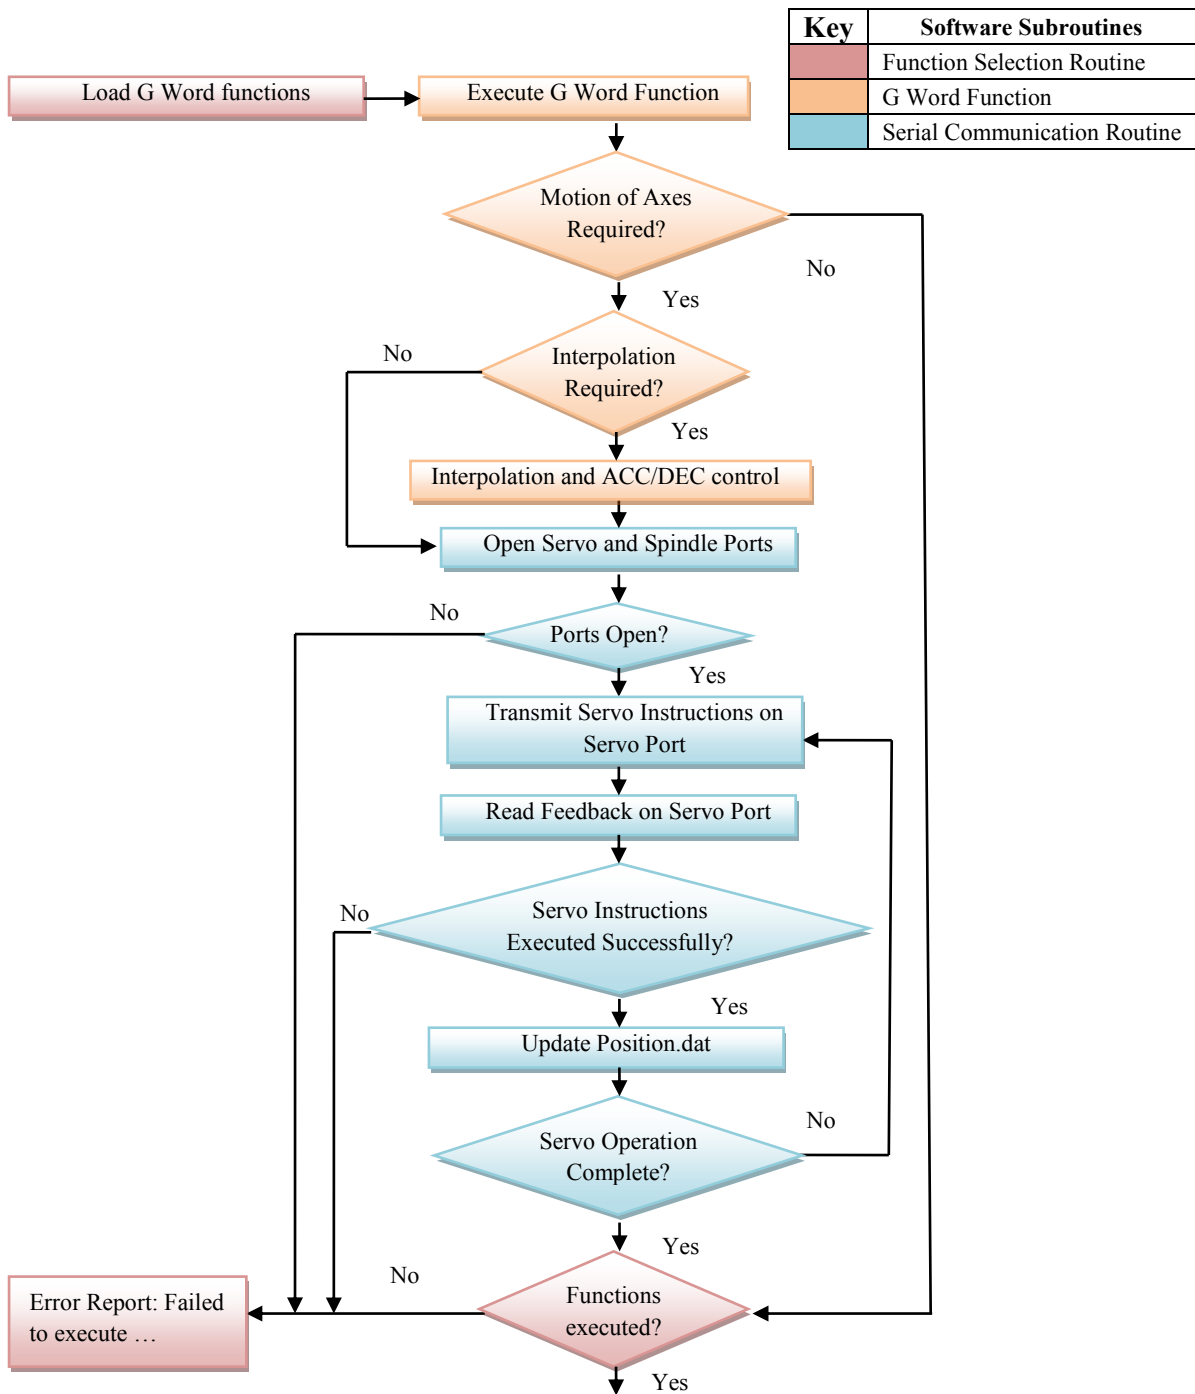 Key
Software Subroutines
Function Selection Routine
G Word Function
Serial Communication Routine
Load G Word functions
Execute G Word Function
Motion of Axes
Required?
No
Yes
Interpolation
Required?
No
Yes
Interpolation and ACC/DEC control
Open Servo and Spindle Ports
No
Ports Open?
Yes
Transmit Servo Instructions on
Servo Port
Read Feedback on Servo Port
No
Servo Instructions
Executed Successfully?
Yes
Update Position.dat
Servo Operation
Complete?
No
Yes
No
Functions
executed?
Error Report: Failed
to execute …
Yes